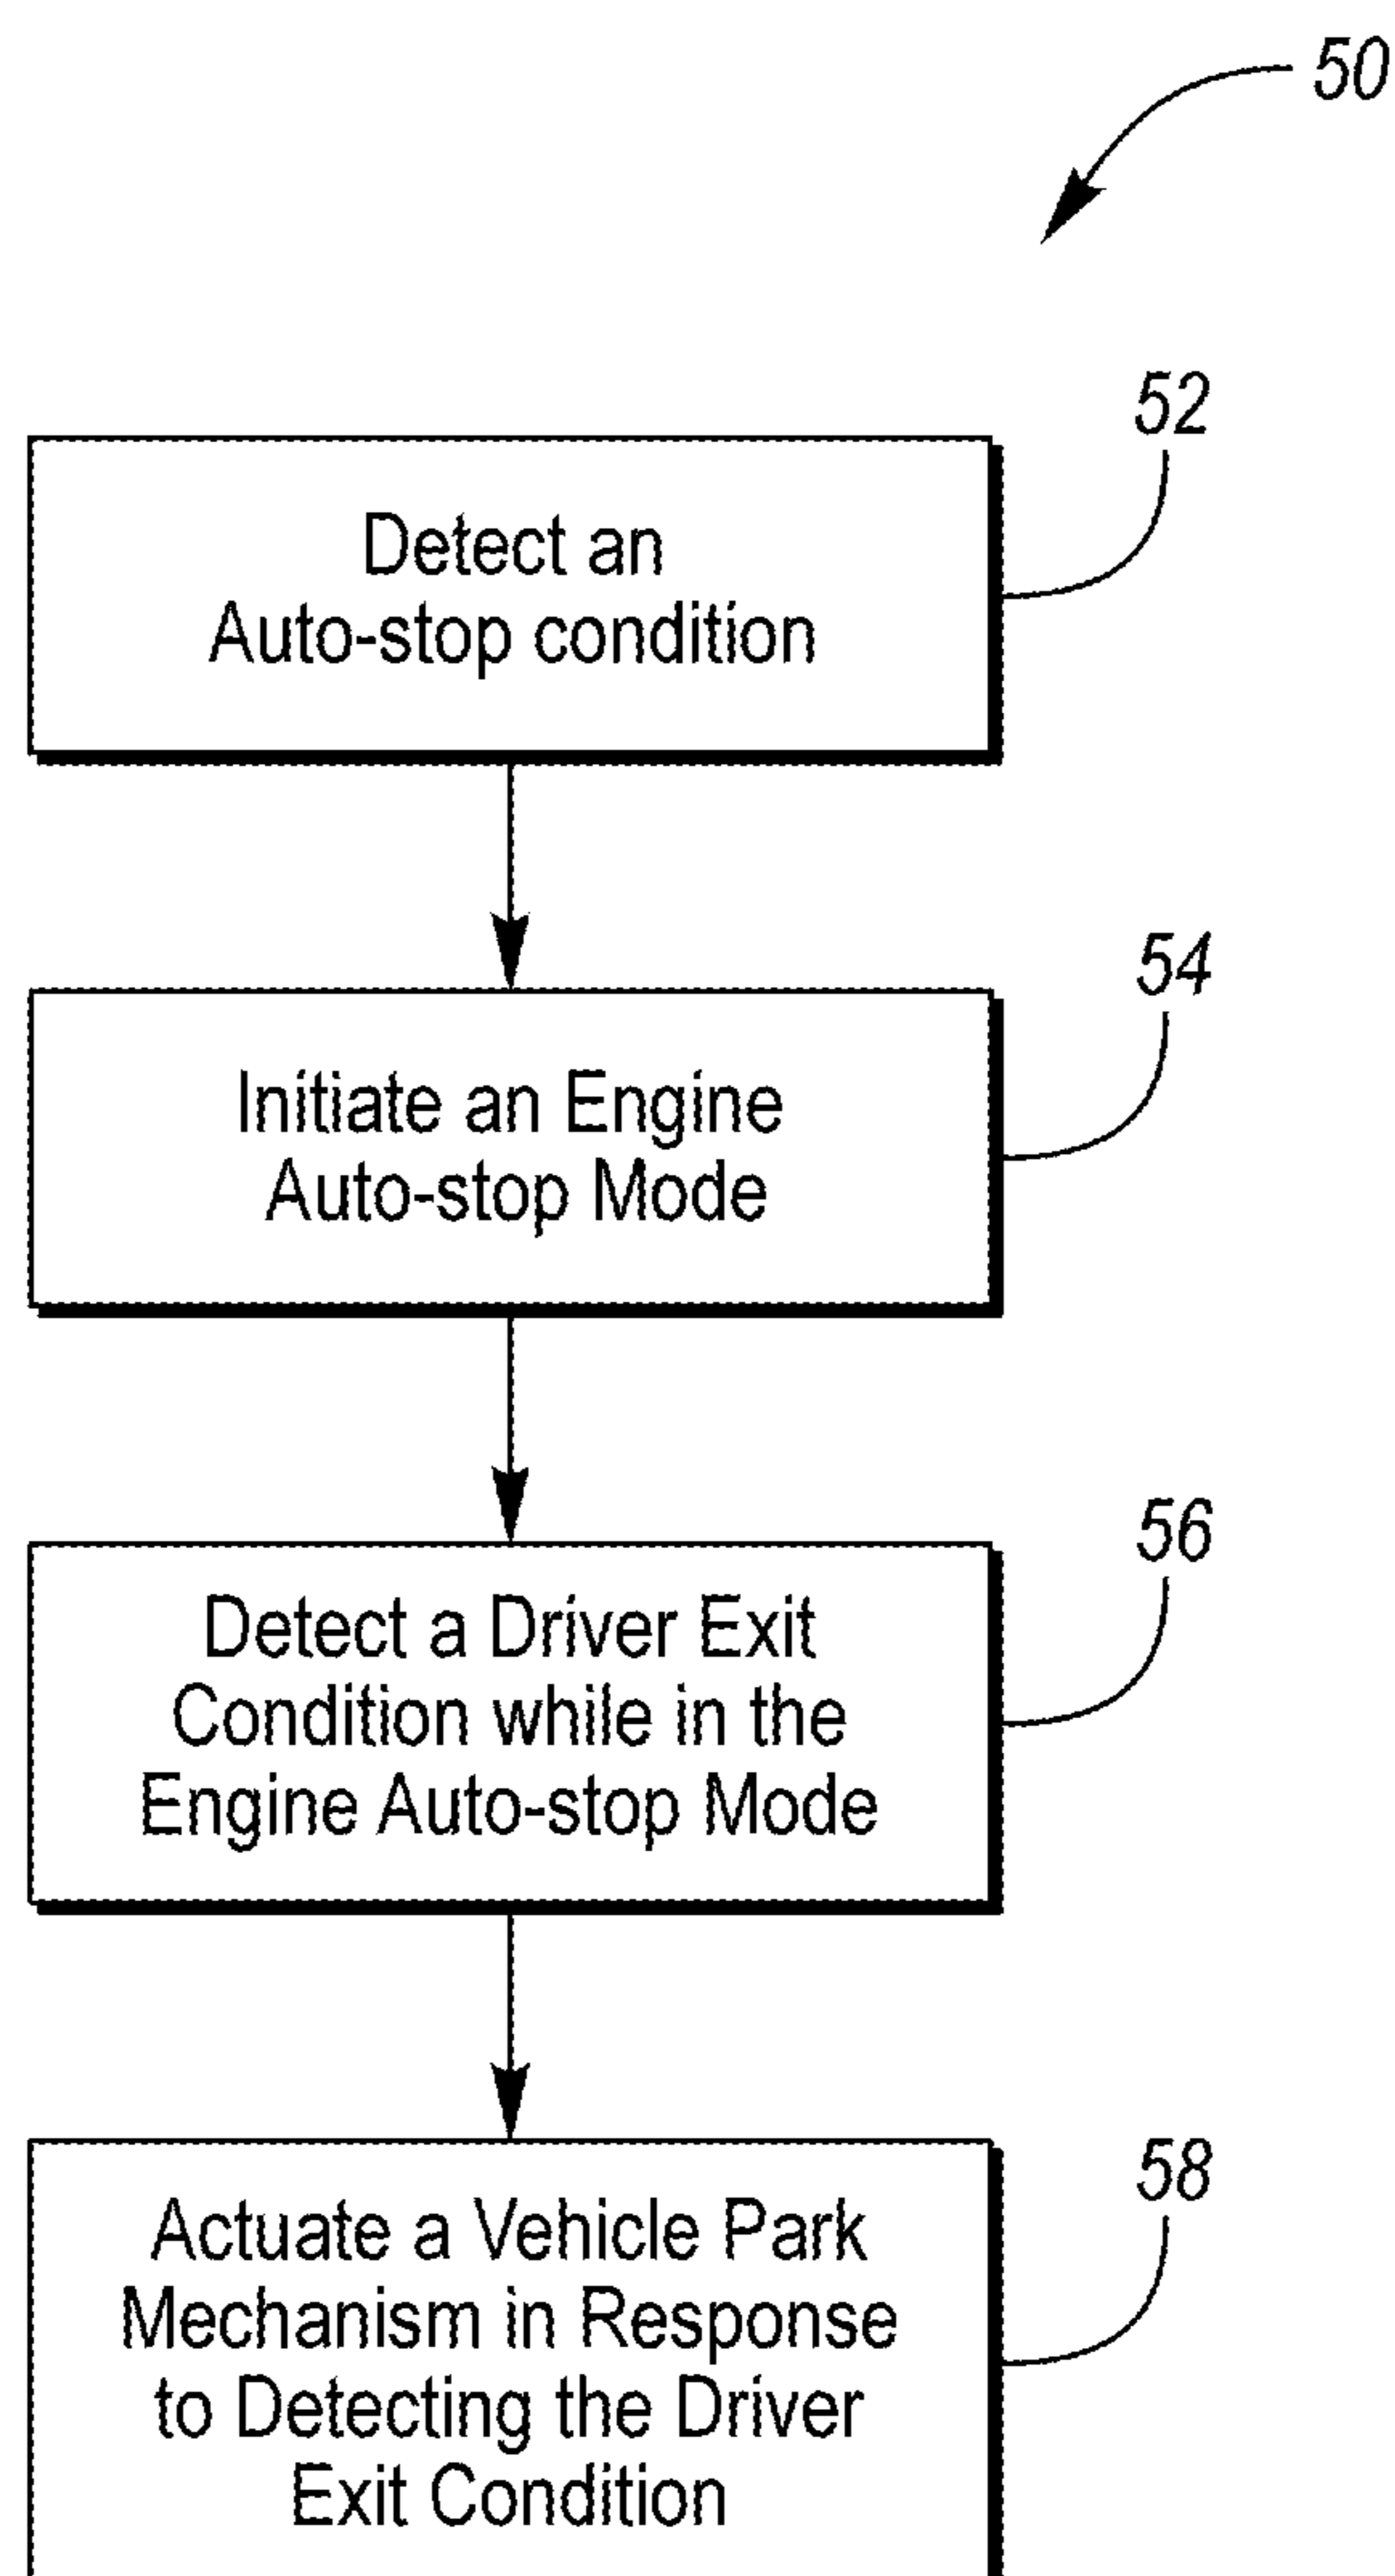 50
52
Detect an
Auto-stop condition
54
Initiate an Engine
Auto-stop Mode
56
Detect a Driver Exit
Condition while in the
Engine Auto-stop Mode
58
Actuate a Vehicle Park
Mechanism in Response
to Detecting the Driver
Exit Condition